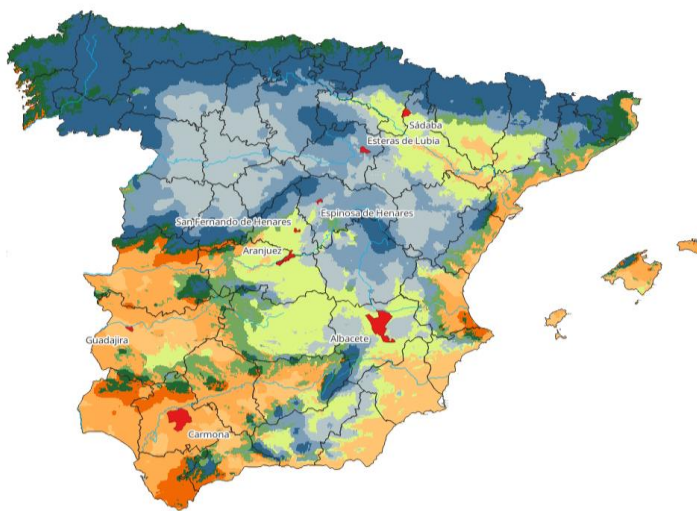 Sádaba
Esteras de Lubia
San Fernando de Henares
Espinosa de Henares
Aranjuez
Guadajira
Albacete
Carmona